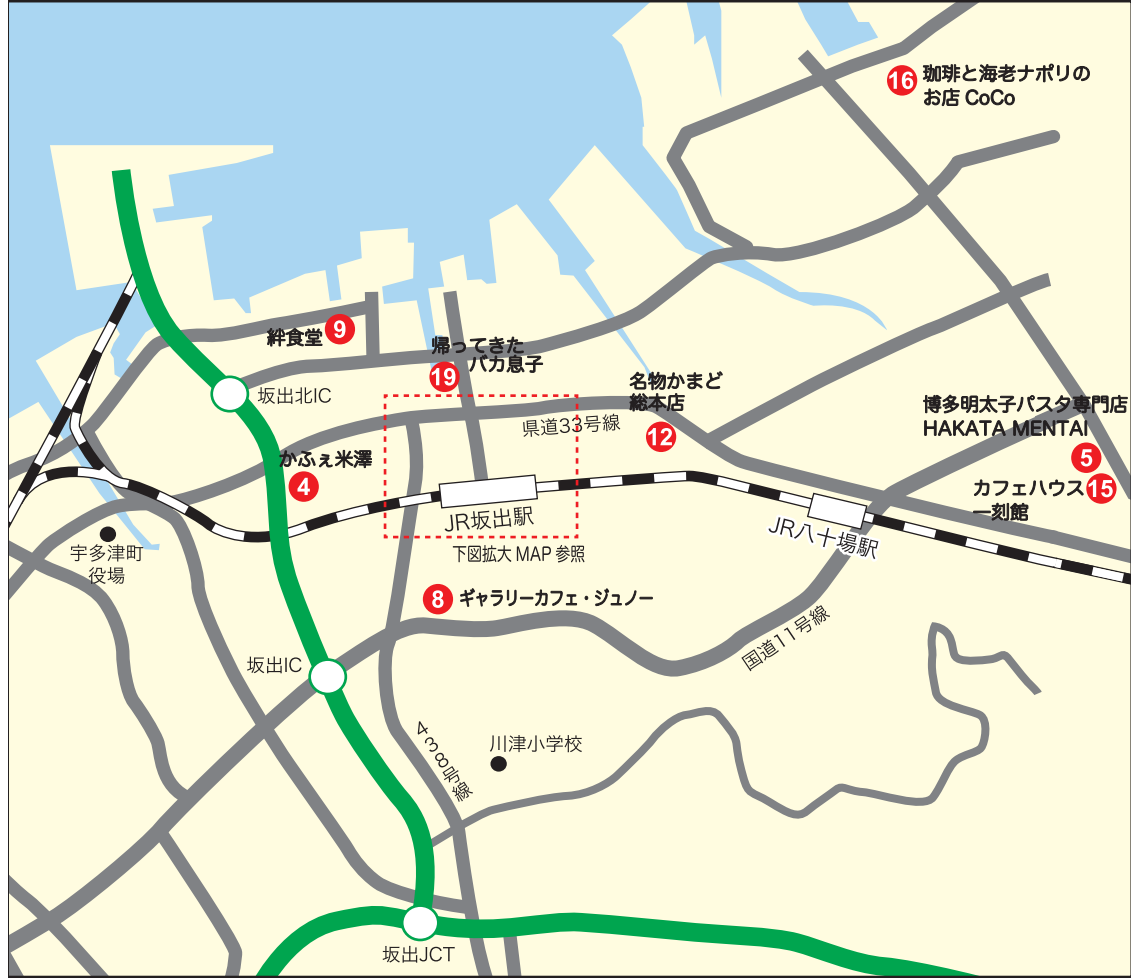 16 珈琲と海老ナポリの
お店 CoCo
絆食堂 9
帰ってきた
バカ息子
19
坂出北IC
名物かまど
総本店
12
県道33号線
博多明太子パスタ専門店
HAKATA MENTAI
5
かふぇ米澤
4
カフェハウス 15
一刻館
JR坂出駅
JR八十場駅
下図拡大 MAP 参照
宇多津町
役場
8 ギャラリーカフェ・ジュノー
国道11号線
坂出IC
438号線
川津小学校
坂出JCT